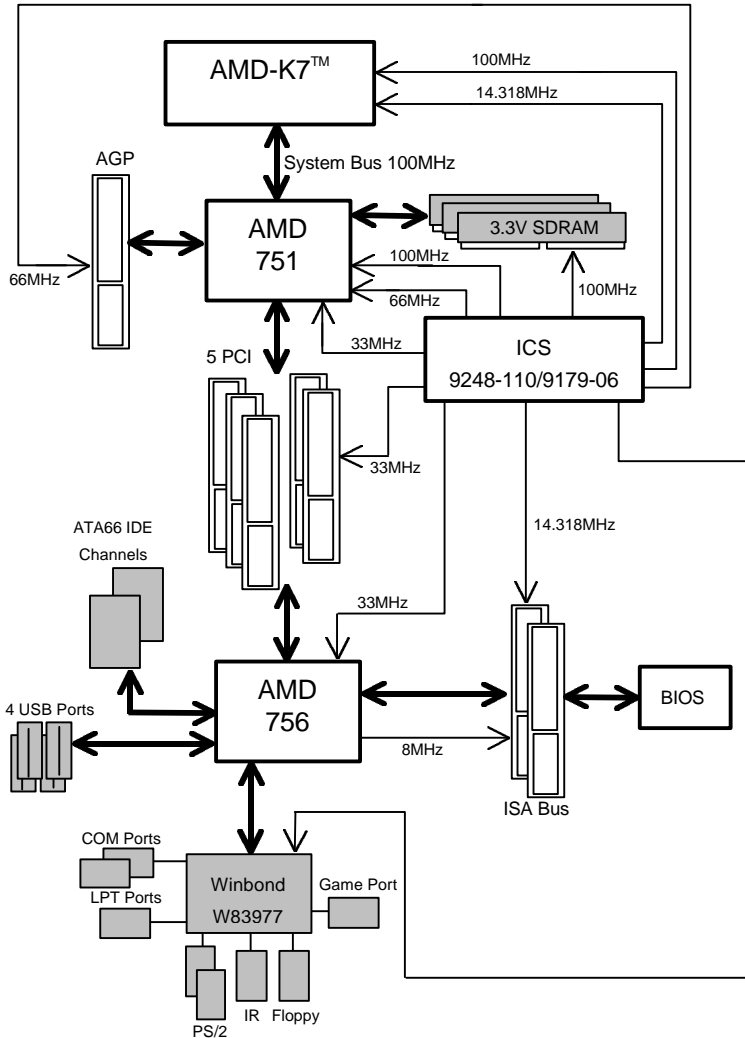 100MHz
AMD-K7™
14.318MHz
AGP
System Bus 100MHz
3.3V SDRAM
AMD
751
66MHz
100MHz
66MHz
100MHz
33MHz
ICS
9248-110/9179-06
5 PCI
33MHz
ATA66 IDE
Channels
14.318MHz
33MHz
AMD
756
BIOS
4 USB Ports
8MHz
ISA Bus
COM Ports
Winbond
W83977
Game Port
LPT Ports
IR
Floppy
PS/2